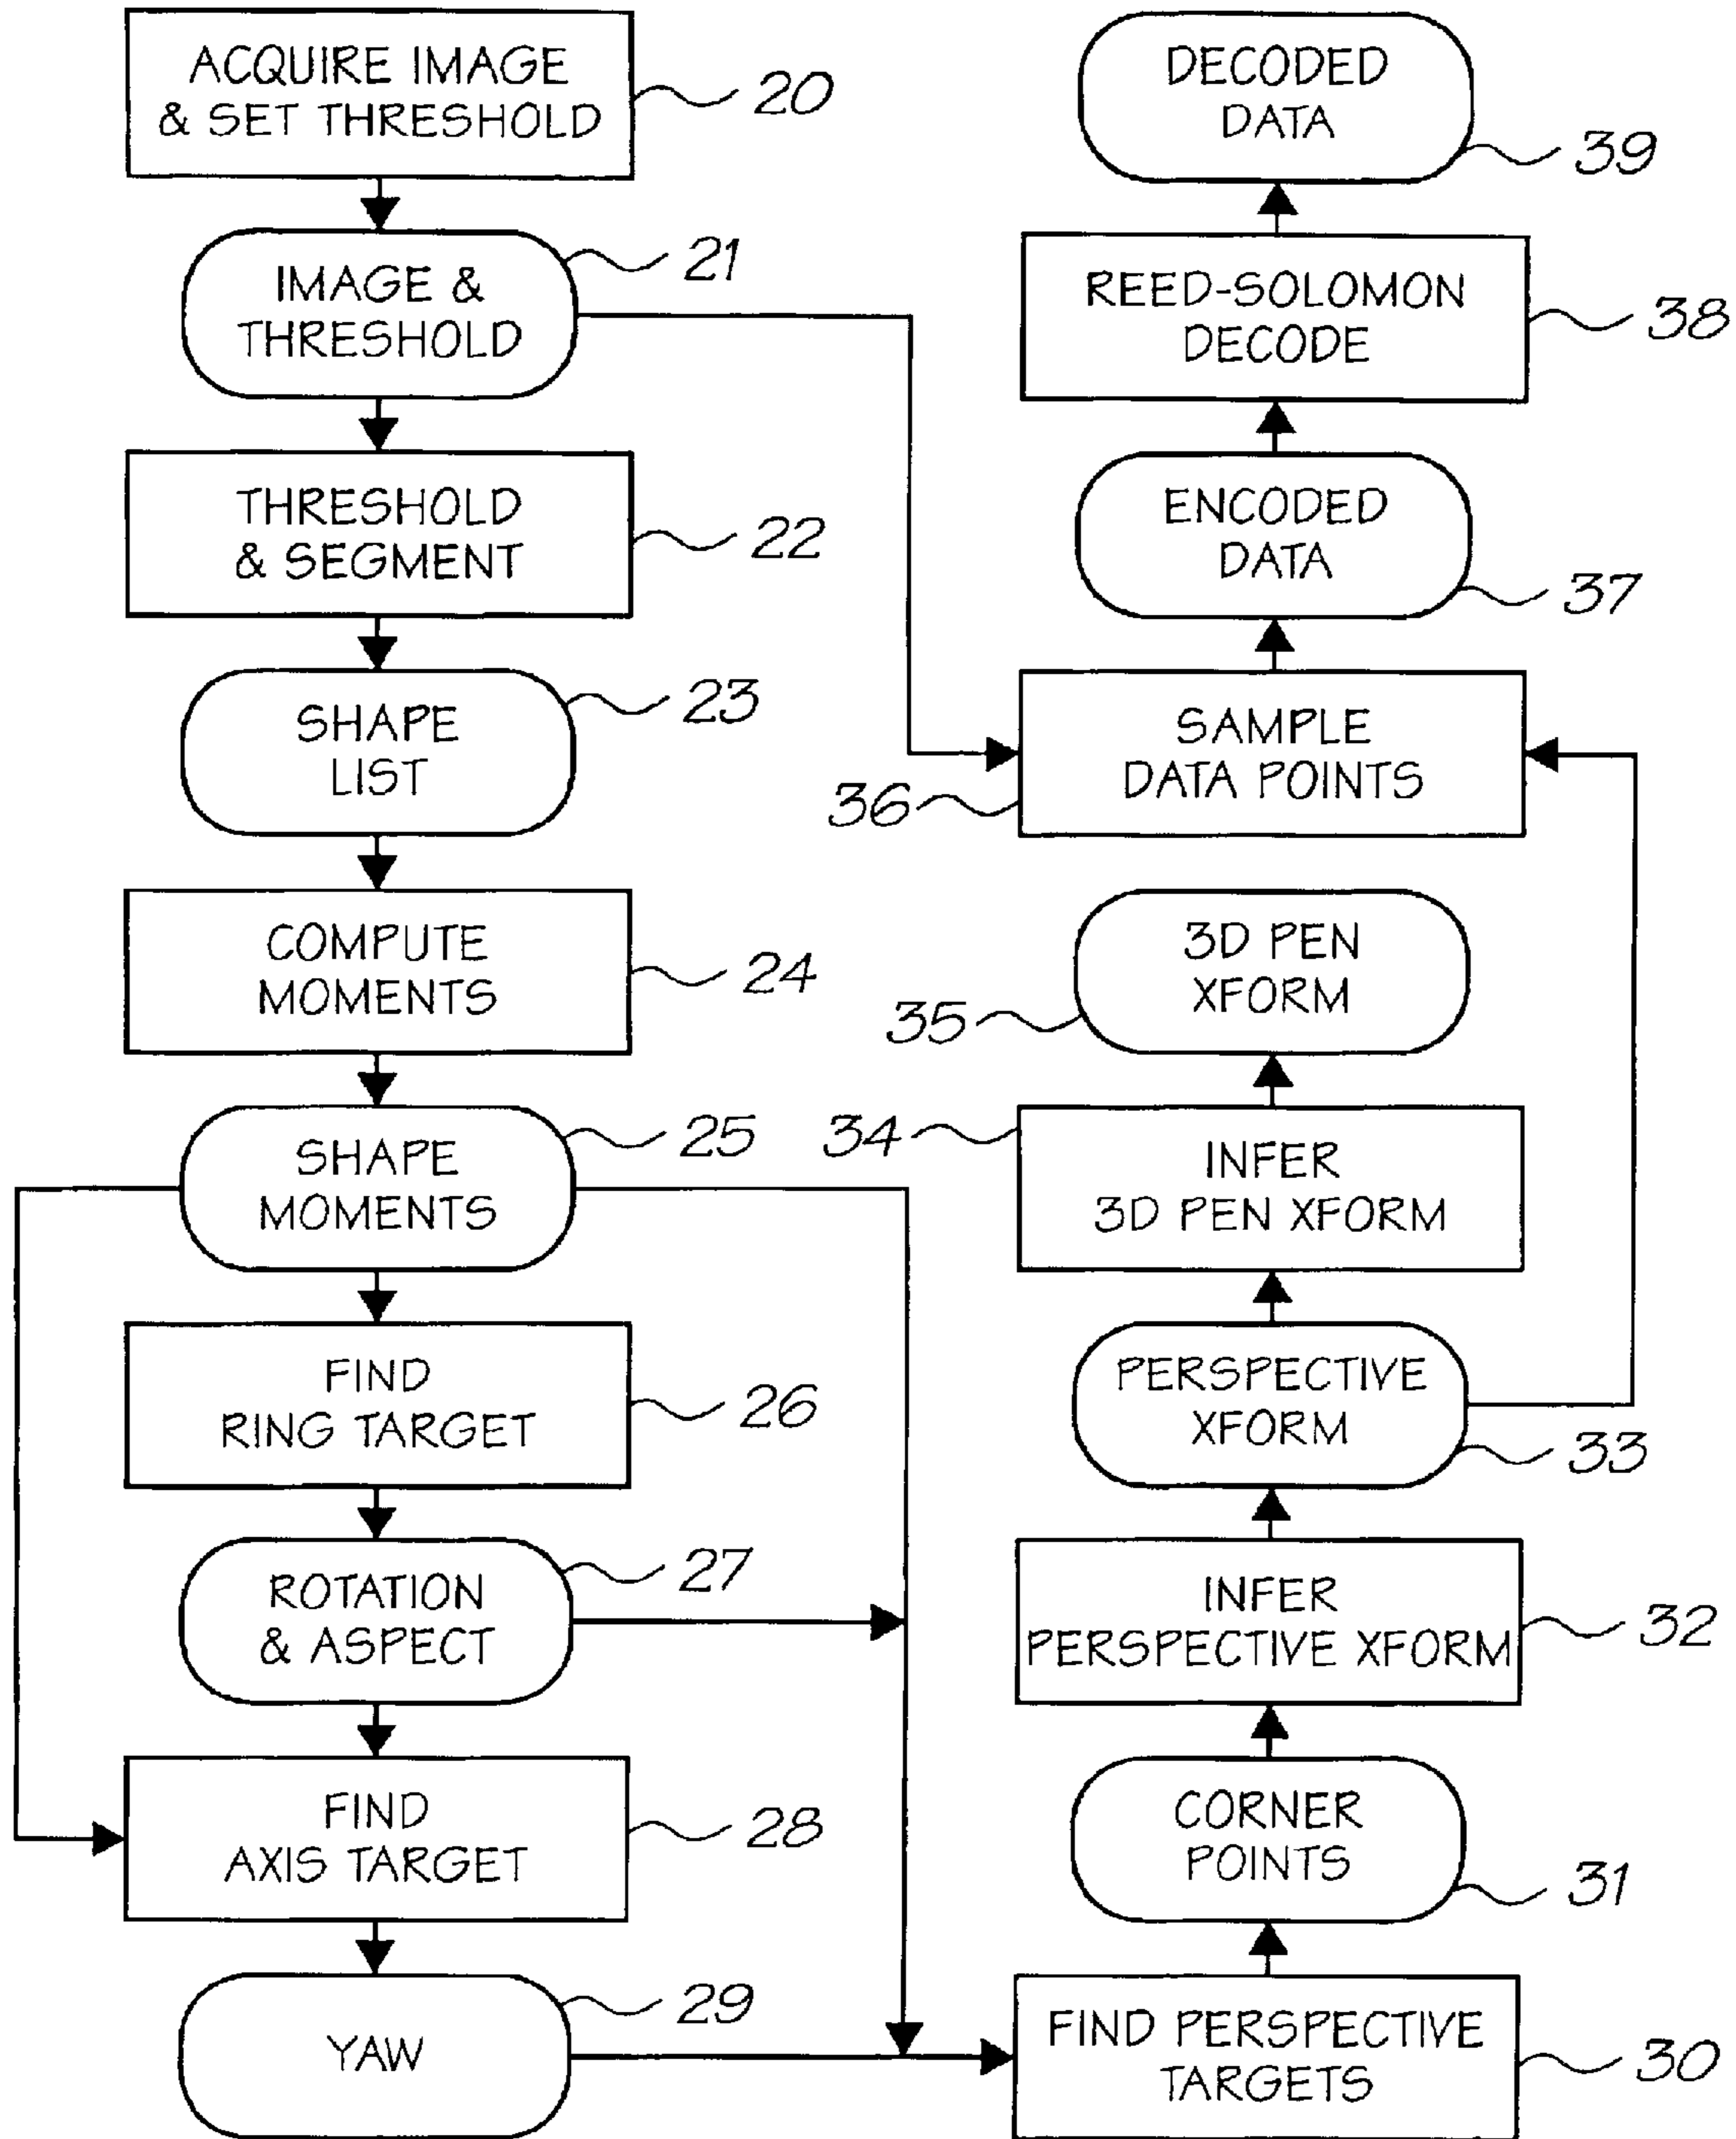 ACQUIRE IMAGE
& SET THRESHOLD
20
IMAGE &
THRESHOLD
21
THRESHOLD
& SEGMENT
22
SHAPE
LIST
23
COMPUTE
MOMENTS
24
SHAPE
MOMENTS
25
FIND
RING TARGET
26
ROTATION
& ASPECT
27
FIND
AXIS TARGET
28
YAW
29
FIND PERSPECTIVE
TARGETS
30
CORNER
POINTS
31
INFER
PERSPECTIVE XFORM
32
PERSPECTIVE
XFORM
33
INFER
3D PEN XFORM
34
3D PEN
XFORM
35
SAMPLE
DATA POINTS
36
ENCODED
DATA
37
REED-SOLOMON
DECODE
38
DECODED
DATA
39